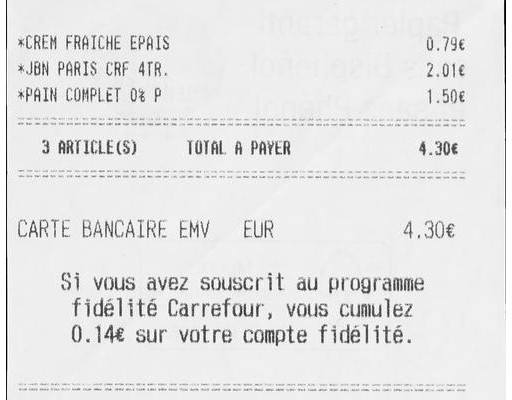 *CREM FRAICHE EPAIS 0.79€
*JBN PARIS CRF 4TR. 2.01€
*PAIN COMPLET 0% P 1.50€
3 ARTICLE(S) TOTAL A PAYER 4.30€
CARTE BANCAIRE EMV EUR 4.30€
Si vous avez souscrit au programme
fidélité Carrefour, vous cumulez
0.14€ sur votre compte fidélité.